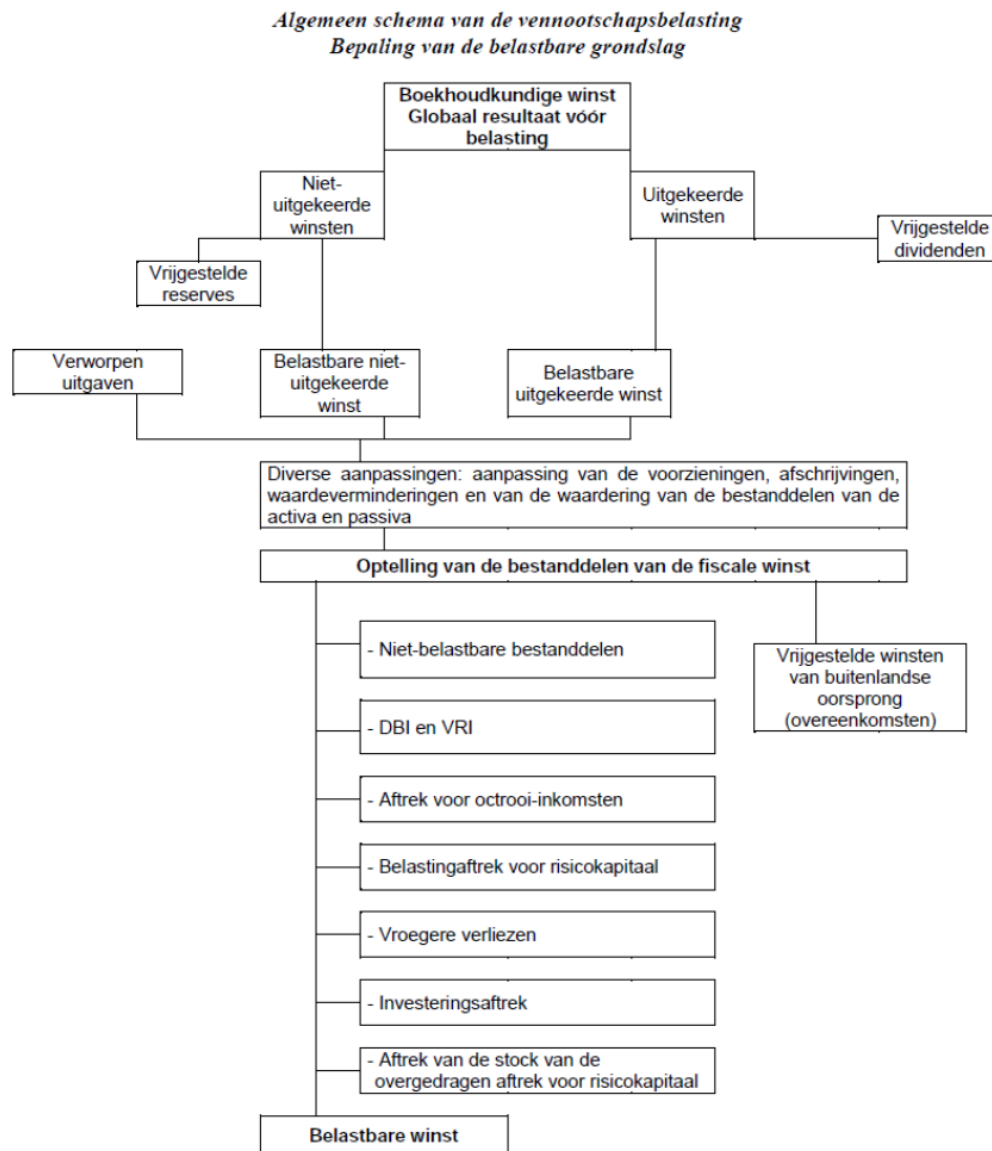 Algemeen schema van de vennootschapsbelasting
Bepaling van de belastbare grondslag
Boekhoudkundige winst
Globaal resultaat vóór
belasting
Niet-
uitgekeerde
winsten
Uitgekeerde
winsten
Vrijgestelde
dividenden
Vrijgestelde
reserves
Verworpen
uitgaven
Belastbare niet-
uitgekeerde
winst
Belastbare
uitgekeerde winst
Diverse aanpassingen: aanpassing van de voorzieningen, afschrijvingen,
waardeverminderingen en van de waardering van de bestanddelen van de
activa en passiva
Optelling van de bestanddelen van de fiscale winst
- Niet-belastbare bestanddelen
Vrijgestelde winsten
van buitenlandse
oorsprong
(overeenkomsten)
- DBI en VRI
- Aftrek voor octrooi-inkomsten
- Belastingaftrek voor risicokapitaal
- Vroegere verliezen
- Investeringsaftrek
- Aftrek van de stock van de
overgedragen aftrek voor risicokapitaal
Belastbare winst